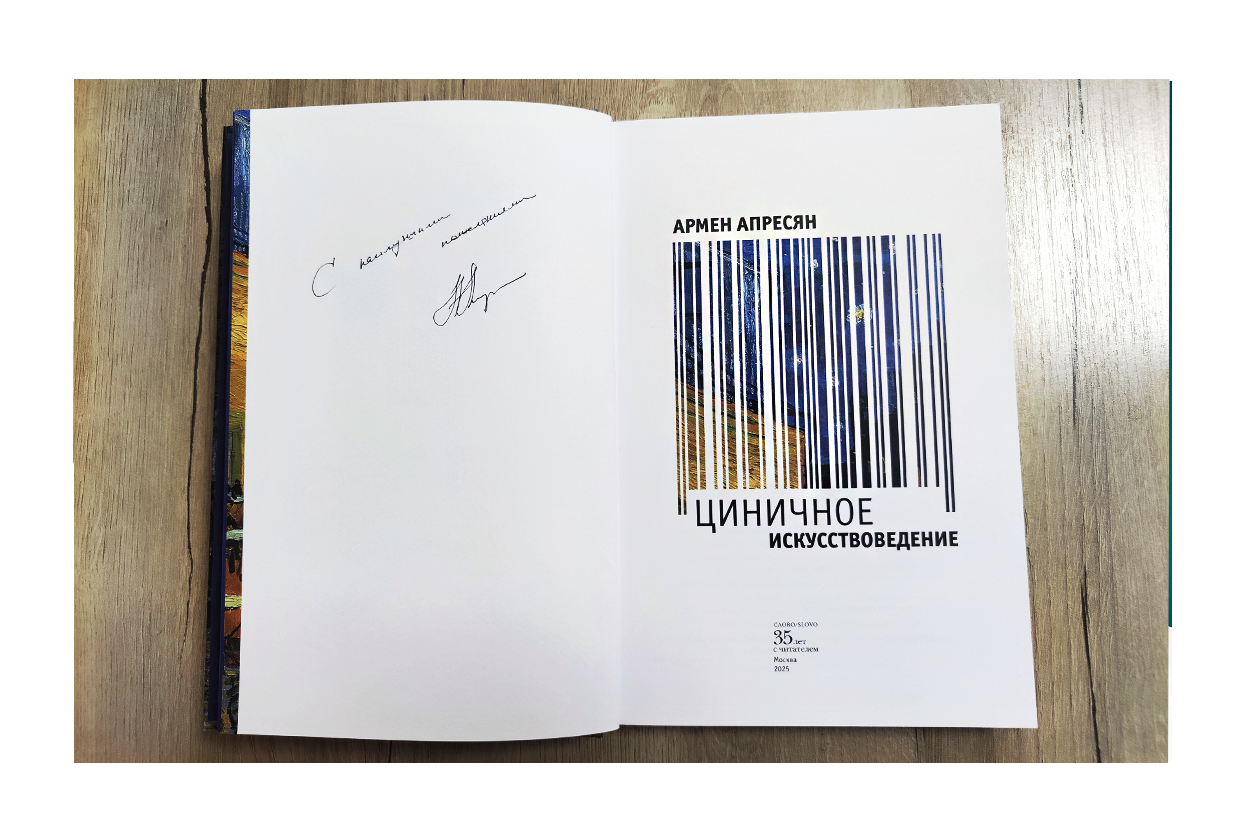 С наилучшими
пожеланиями
АРМЕН АПРЕСЯН
ЦИНИЧНОЕ
ИСКУССТВОВЕДЕНИЕ
СЛОВО/SLOVO
35 лет
с читателем
Москва
2025